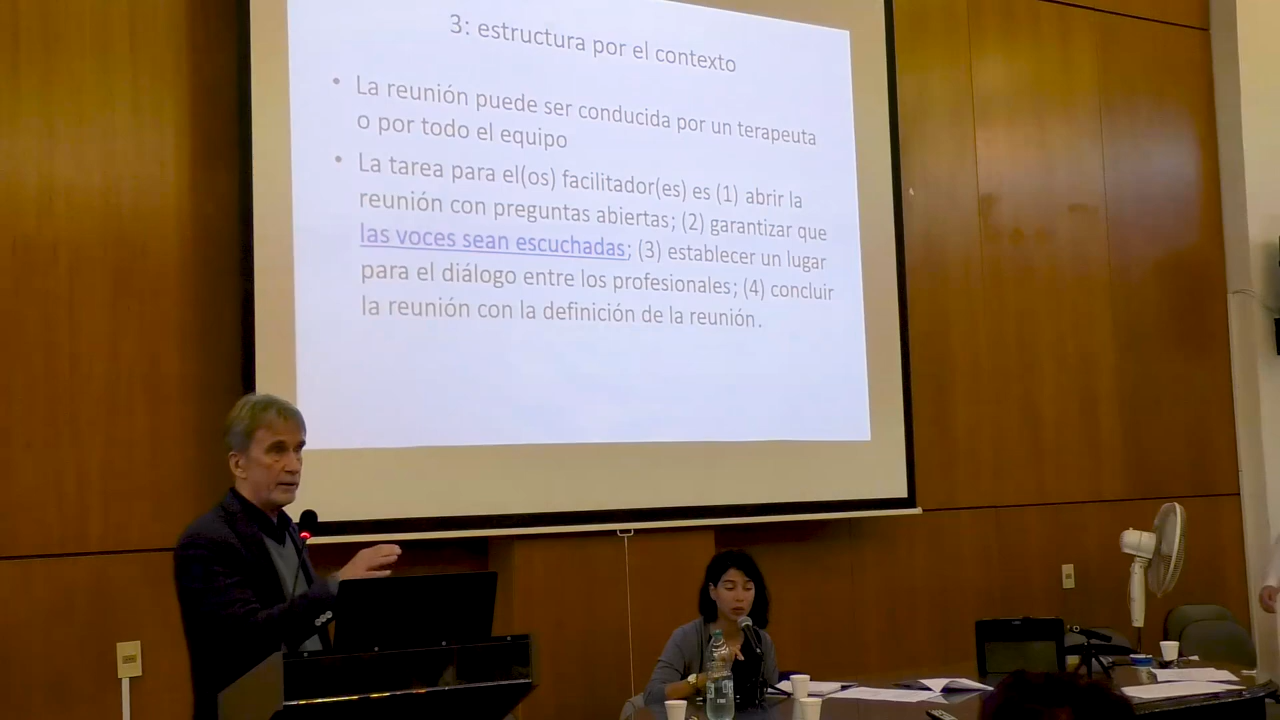 3: estructura por el contexto
• La reunión puede ser conducida por un terapeuta
o por todo el equipo
• La tarea para el(os) facilitador(es) es (1) abrir la
reunión con preguntas abiertas; (2) garantizar que
las voces sean escuchadas; (3) establecer un lugar
para el diálogo entre los profesionales; (4) concluir
la reunión con la definición de la reunión.